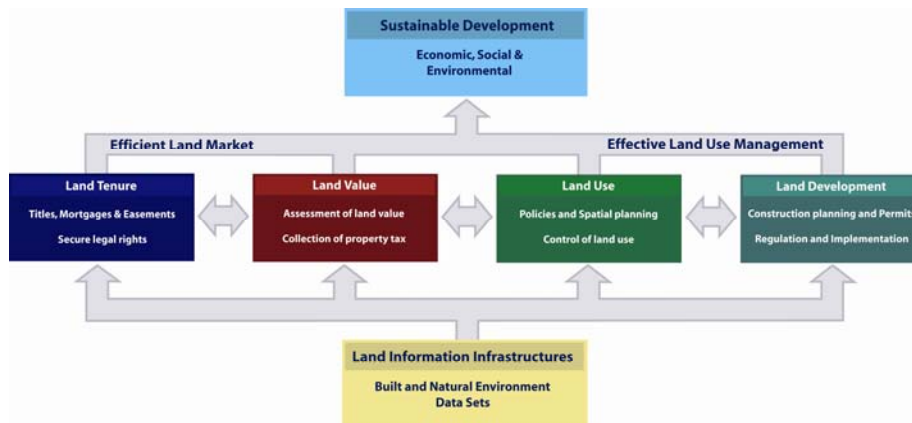 Sustainable Development
Economic, Social &
Environmental
Efficient Land Market
Effective Land Use Management
Land Tenure
Titles, Mortgages & Easements
Secure legal rights
Land Value
Assessment of land value
Collection of property tax
Land Use
Policies and Spatial planning
Control of land use
Land Development
Construction planning and Permit
Regulation and Implementation
Land Information Infrastructures
Built and Natural Environment
Data Sets